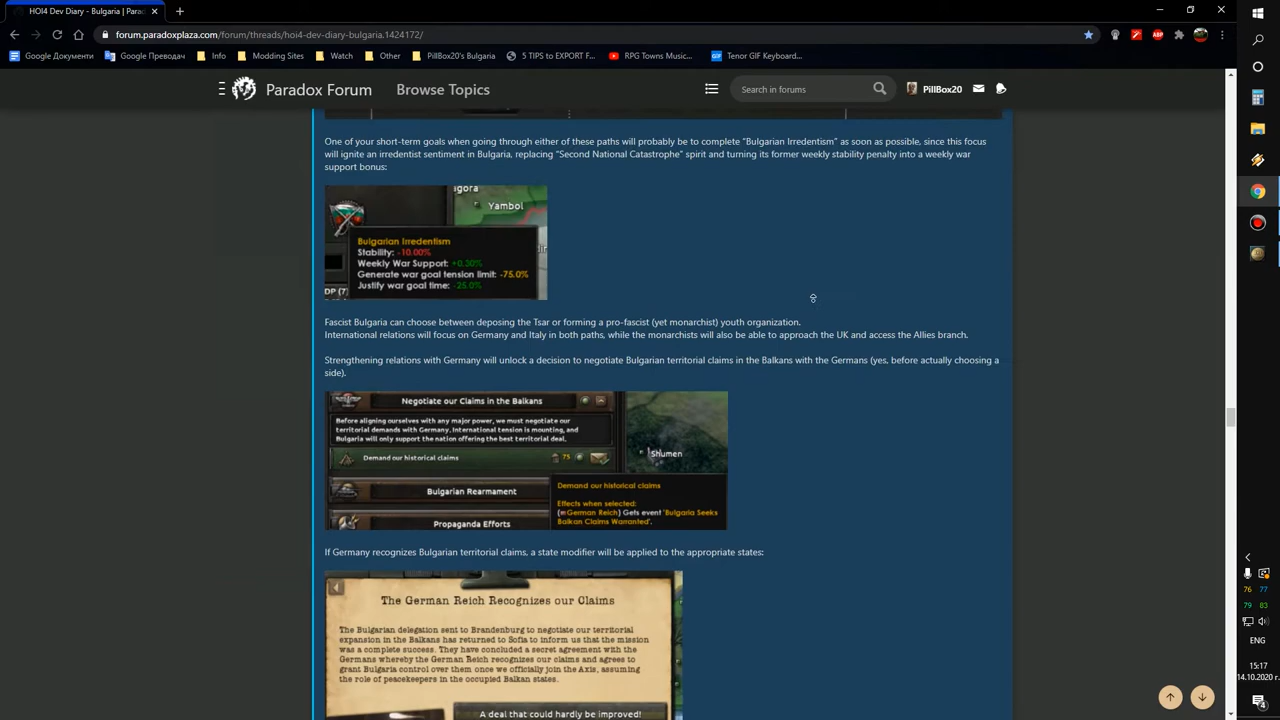 HOI4 Dev Diary - Bulgaria | Para
forum.paradoxplaza.com/forum/threads/hoi4-dev-diary-bulgaria.1424172/
Google Документи
Google Преводач
Info
Modding Sites
Watch
Other
PillBox20's Bulgaria
5 TIPS to EXPORT F...
RPG Towns Music...
Tenor GIF Keyboard...
Paradox Forum
Browse Topics
Search in forums
PillBox20
One of your short-term goals when going through either of these paths will probably be to complete "Bulgarian Irredentism" as soon as possible, since this focus
will ignite an irredentist sentiment in Bulgaria, replacing "Second National Catastrophe" spirit and turning its former weekly stability penalty into a weekly war
support bonus:
agora
Yambol
Bulgarian Irredentism
Stability: -10.00%
Weekly War Support: +0.30%
Generate war goal tension limit: -75.0%
Justify war goal time: -25.0%
DP (7)
Fascist Bulgaria can choose between deposing the Tsar or forming a pro-fascist (yet monarchist) youth organization.
International relations will focus on Germany and Italy in both paths, while the monarchists will also be able to approach the UK and access the Allies branch.
Strengthening relations with Germany will unlock a decision to negotiate Bulgarian territorial claims in the Balkans with the Germans (yes, before actually choosing a
side).
Negotiate our Claims in the Balkans
Before aligning ourselves with any major power, we must negotiate our
territorial demands with Germany. International tension is mounting, and
Bulgaria will only support the nation offering the best territorial deal.
Demand our historical claims
75
Shumen
Bulgarian Rearmament
Propaganda Efforts
Demand our historical claims
Effects when selected:
(German Reich) Gets event 'Bulgaria Seeks
Balkan Claims Warranted'.
If Germany recognizes Bulgarian territorial claims, a state modifier will be applied to the appropriate states:
The German Reich Recognizes our Claims
The Bulgarian delegation sent to Brandenburg to negotiate our territorial
expansion in the Balkans has returned to Sofia to inform us that the mission
was a complete success. They have concluded a secret agreement with the
Germans whereby the German Reich recognizes our claims and agrees to
grant Bulgaria control over them once we officially join the Axis, assuming
the role of peacekeepers in the occupied Balkan states.
A deal that could hardly be improved!
76 77
79 83
ENG
15:17
14.10.2020 г.
4